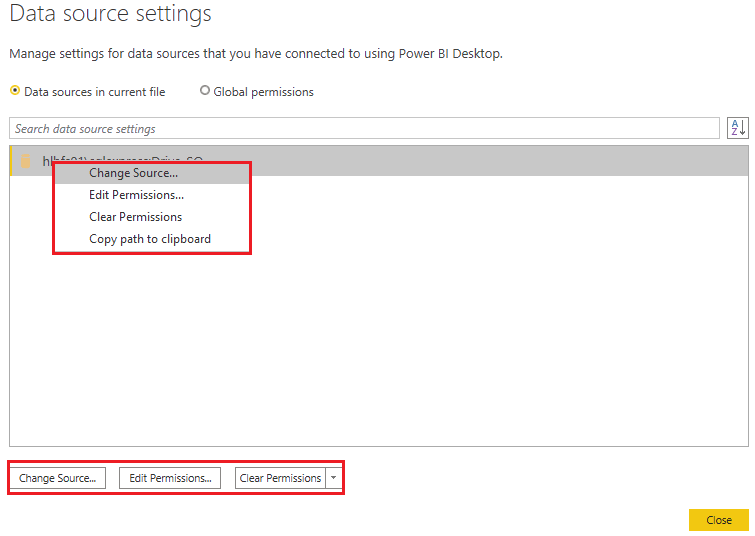 Data source settings
Manage settings for data sources that you have connected to using Power BI Desktop.
Data sources in current file
Global permissions
Search data source settings
A
Z
Change Source...
Edit Permissions...
Clear Permissions
Copy path to clipboard
Change Source...
Edit Permissions...
Clear Permissions
Close